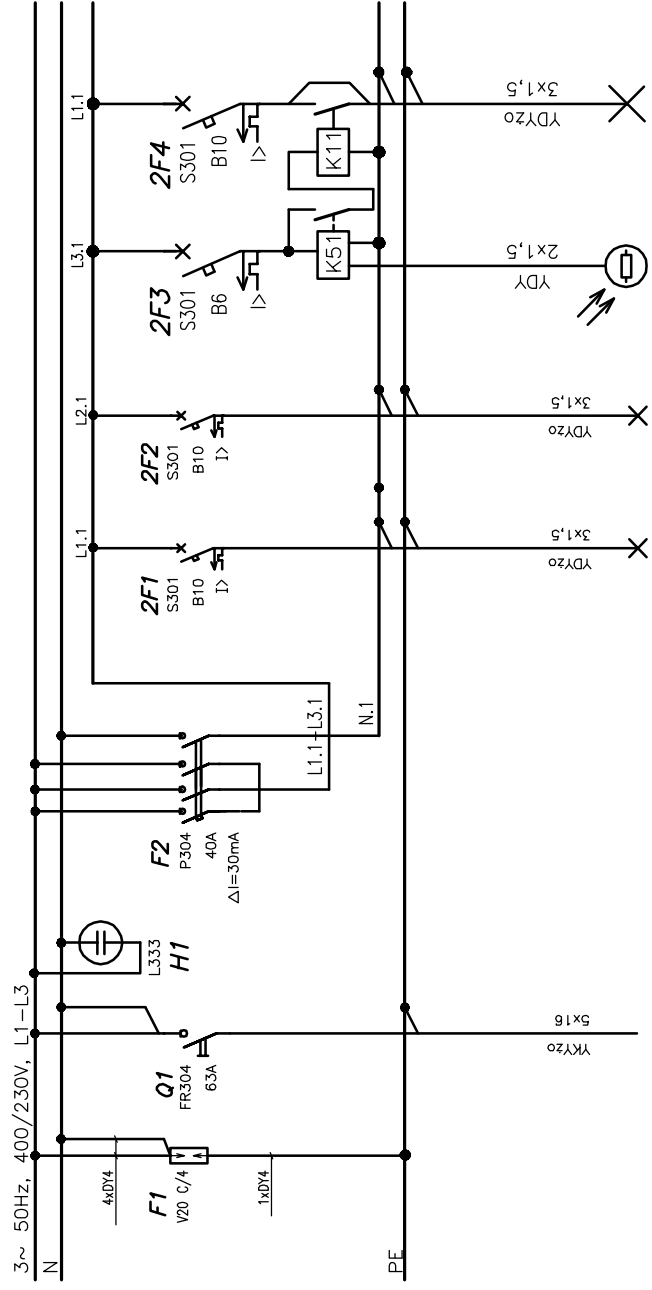 3~ 50Hz, 400/230V, L1-L3
N
PE
4xDY4
F1
V20 C/4
1xDY4
Q1
FR304
63A
YKYżo
5x16
L333
H1
F2
P304
40A
ΔI=30mA
L1.1-L3.1
N.1
L1.1
2F1
S301
B10
I>
YDYżo
3x1,5
L2.1
2F2
S301
B10
I>
YDYżo
3x1,5
L3.1
2F3
S301
B6
I>
K51
YDY
2x1,5
L1.1
2F4
S301
B10
I>
K11
YDYżo
3x1,5